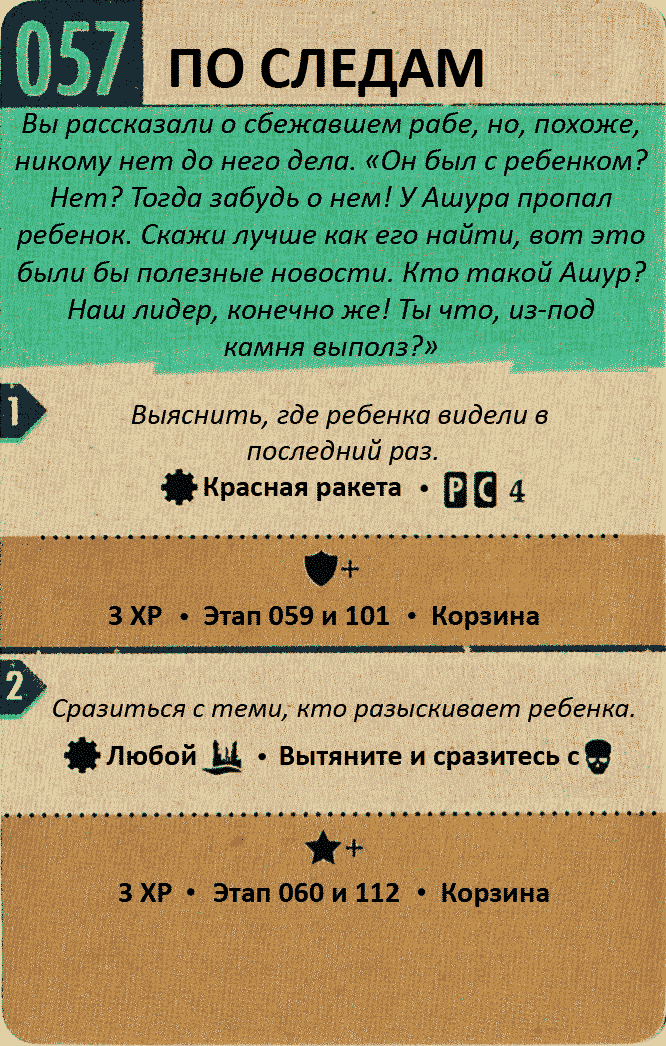 057
ПО СЛЕДАМ
Вы рассказали о сбежавшем рабе, но, похоже,
никому нет до него дела. «Он был с ребенком?
Нет? Тогда забудь о нем! У Ашура пропал
ребенок. Скажи лучше как его найти, вот это
были бы полезные новости. Кто такой Ашур?
Наш лидер, конечно же! Ты что, из-под
камня выполз?»
1
Выяснить, где ребенка видели в
последний раз.
Красная ракета • P C 4
+
3 XP • Этап 059 и 101 • Корзина
2
Сразиться с теми, кто разыскивает ребенка.
Любой • Вытяните и сразитесь с
+
3 XP • Этап 060 и 112 • Корзина